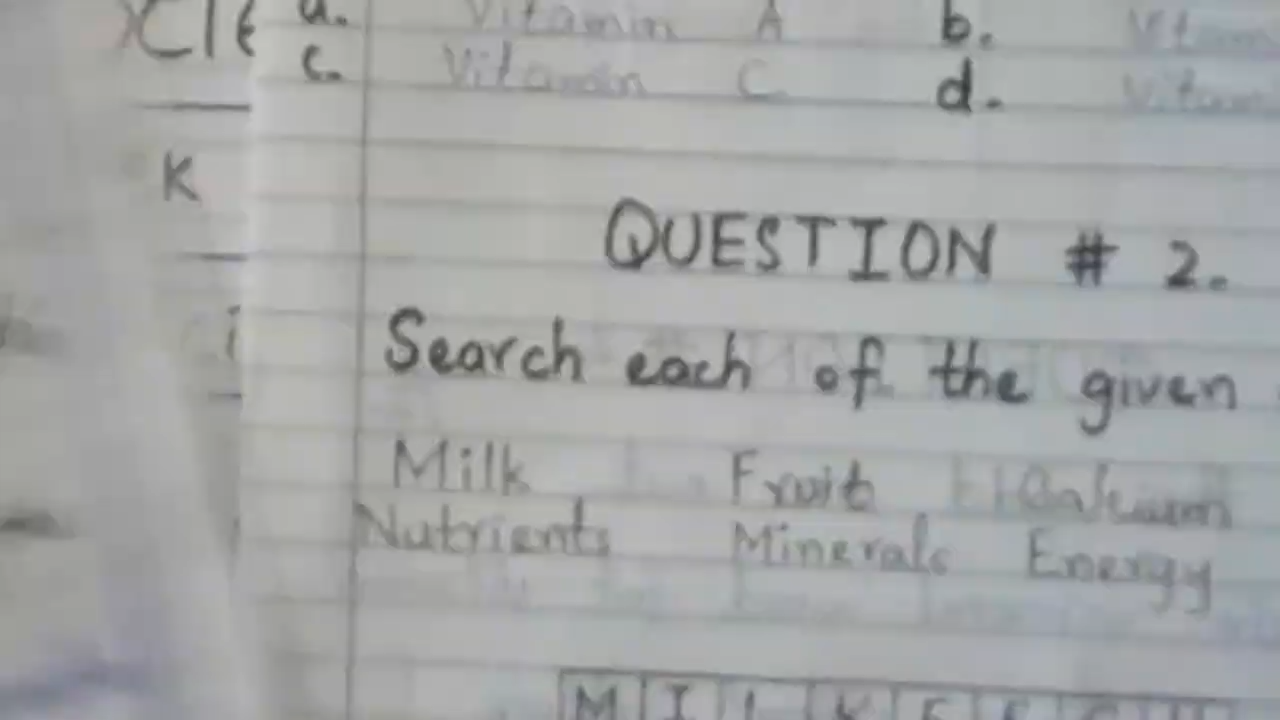 a. Vitamin A b.
c. Vitamin C d.
K
QUESTION # 2.
Search each of the given
Milk Fruit Calcium
Nutrients Minerals Energy
M I L K